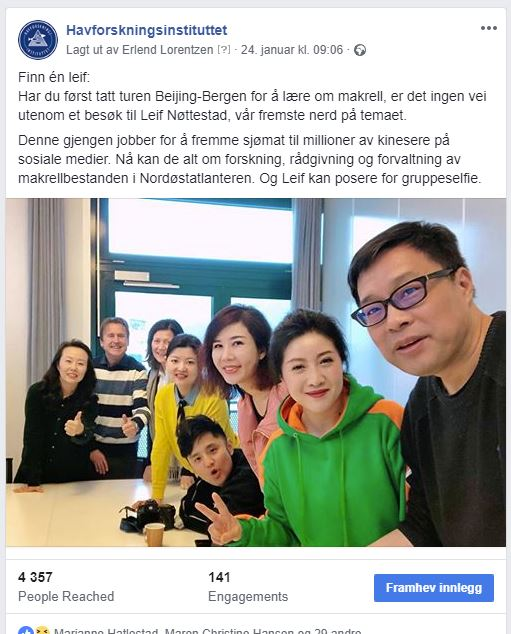 Havforskningsinstituttet
Lagt ut av Erlend Lorentzen [?] · 24. januar kl. 09:06 ·
Finn én leif:
Har du først tatt turen Beijing-Bergen for å lære om makrell, er det ingen vei
utenom et besøk til Leif Nøttestad, vår fremste nerd på temaet.
Denne gjengen jobber for å fremme sjømat til millioner av kinesere på
sosiale medier. Nå kan de alt om forskning, rådgivning og forvaltning av
makrellbestanden i Nordøstatlanteren. Og Leif kan posere for gruppeselfie.
4 357
People Reached
141
Engagements
Framhev innlegg
Marianne Hatlestad, Maren Christine Hansen og 29 andre